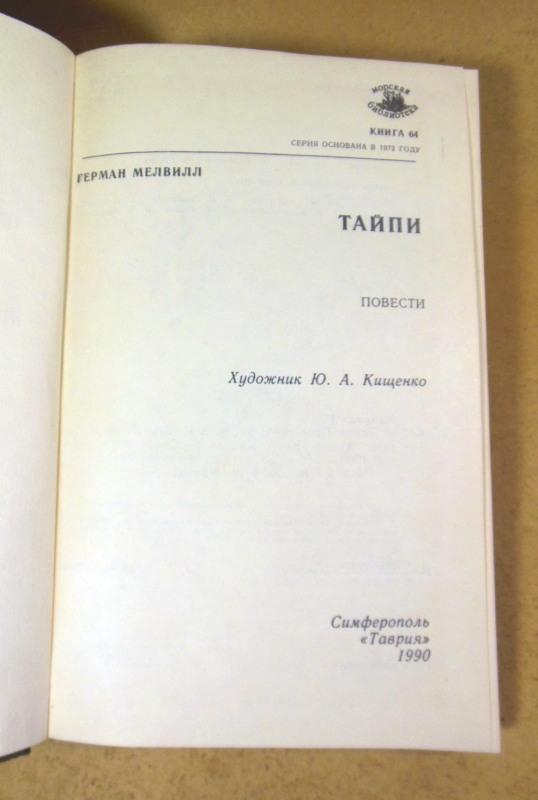 МОРСКАЯ
БИБЛИОТЕКА
КНИГА 64
СЕРИЯ ОСНОВАНА В 1972 ГОДУ
ГЕРМАН МЕЛВИЛЛ
ТАЙПИ
ПОВЕСТИ
Художник Ю. А. Кищенко
Симферополь
«Таврия»
1990